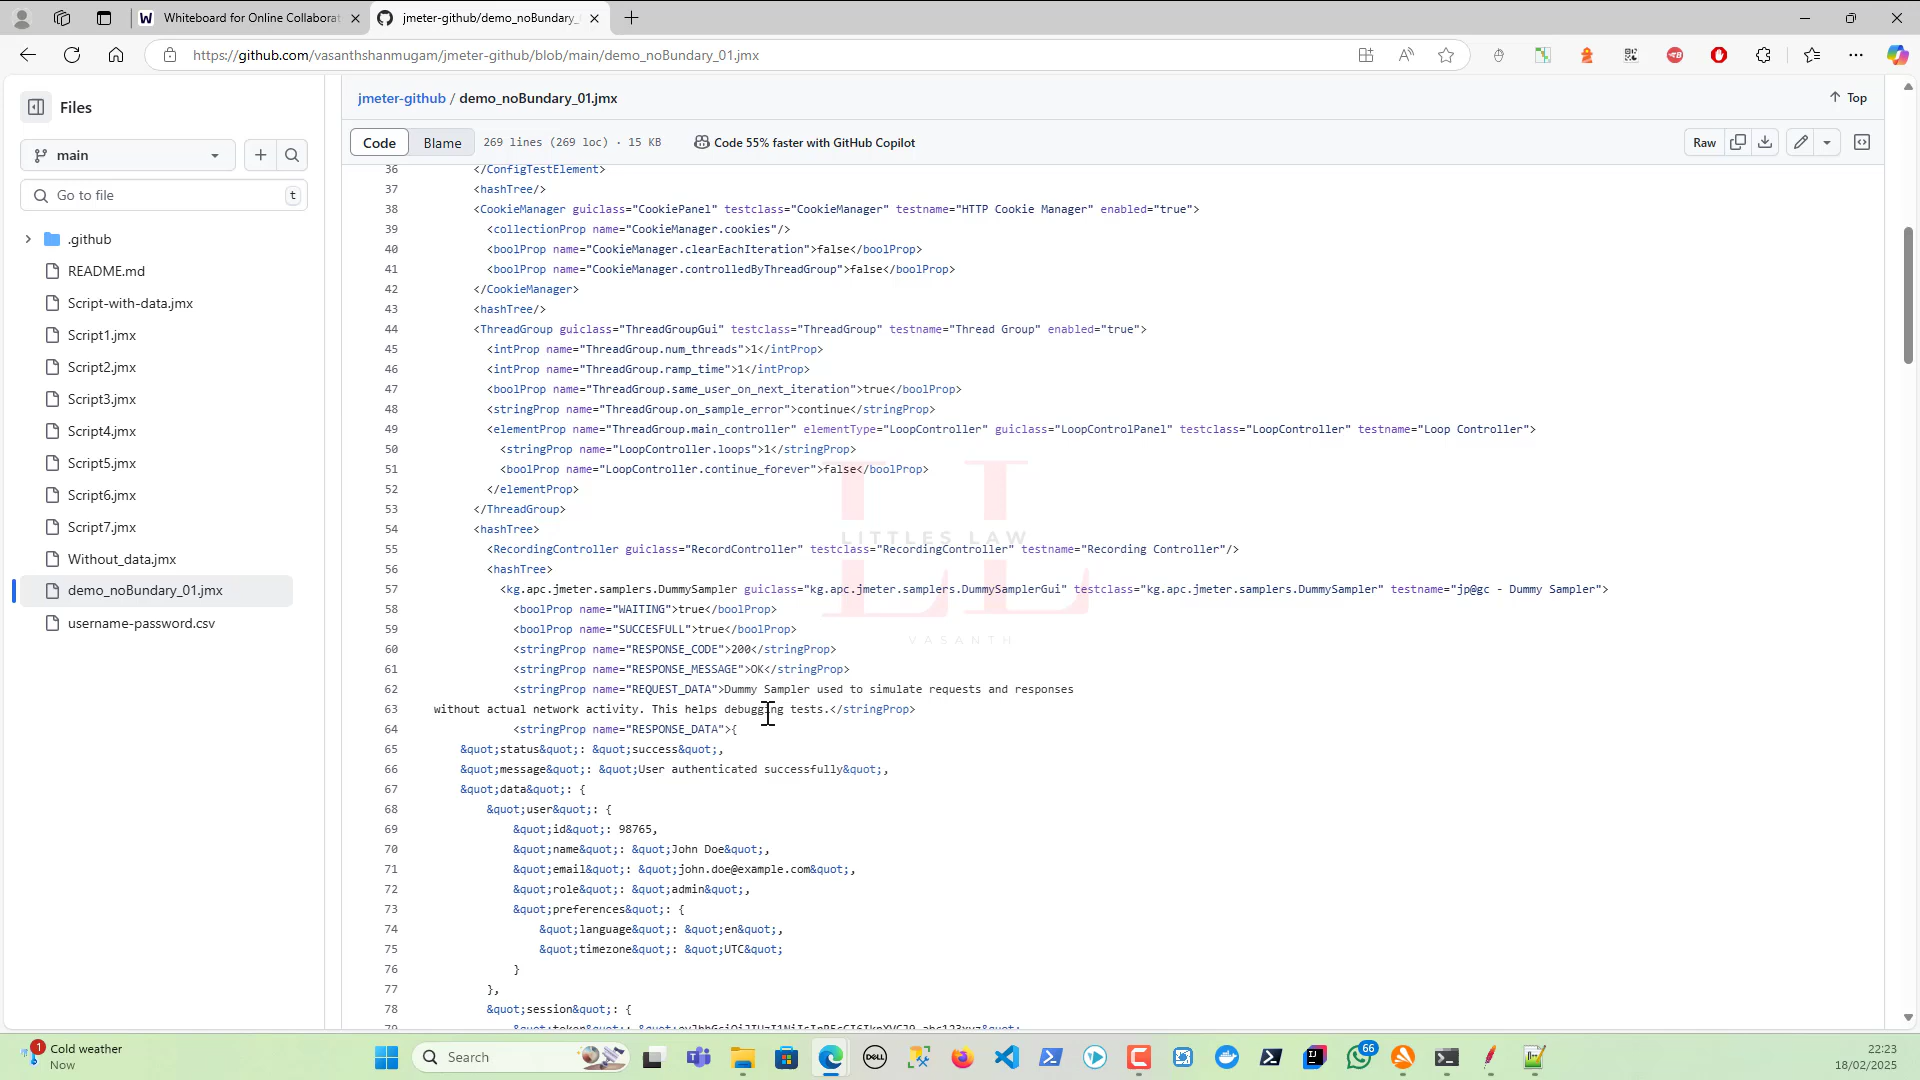 Whiteboard for Online Collaborat
jmeter-github/demo_noBundary_
https://github.com/vasanthshanmugam/jmeter-github/blob/main/demo_noBundary_01.jmx
Files
main
Go to file
t
.github
README.md
Script-with-data.jmx
Script1.jmx
Script2.jmx
Script3.jmx
Script4.jmx
Script5.jmx
Script6.jmx
Script7.jmx
Without_data.jmx
demo_noBundary_01.jmx
username-password.csv
jmeter-github / demo_noBundary_01.jmx
Top
Code Blame 269 lines (269 loc) · 15 KB Code 55% faster with GitHub Copilot Raw
36 </ConfigTestElement>
37 <hashTree/>
38 <CookieManager guiclass="CookiePanel" testclass="CookieManager" testname="HTTP Cookie Manager" enabled="true">
39 <collectionProp name="CookieManager.cookies"/>
40 <boolProp name="CookieManager.clearEachIteration">false</boolProp>
41 <boolProp name="CookieManager.controlledByThreadGroup">false</boolProp>
42 </CookieManager>
43 <hashTree/>
44 <ThreadGroup guiclass="ThreadGroupGui" testclass="ThreadGroup" testname="Thread Group" enabled="true">
45 <intProp name="ThreadGroup.num_threads">1</intProp>
46 <intProp name="ThreadGroup.ramp_time">1</intProp>
47 <boolProp name="ThreadGroup.same_user_on_next_iteration">true</boolProp>
48 <stringProp name="ThreadGroup.on_sample_error">continue</stringProp>
49 <elementProp name="ThreadGroup.main_controller" elementType="LoopController" guiclass="LoopControlPanel" testclass="LoopController" testname="Loop Controller">
50 <stringProp name="LoopController.loops">1</stringProp>
51 <boolProp name="LoopController.continue_forever">false</boolProp>
52 </elementProp>
53 </ThreadGroup>
54 <hashTree>
55 <RecordingController guiclass="RecordController" testclass="RecordingController" testname="Recording Controller"/>
56 <hashTree>
57 <kg.apc.jmeter.samplers.DummySampler guiclass="kg.apc.jmeter.samplers.DummySamplerGui" testclass="kg.apc.jmeter.samplers.DummySampler" testname="jp@gc - Dummy Sampler">
58 <boolProp name="WAITING">true</boolProp>
59 <boolProp name="SUCCESFULL">true</boolProp>
60 <stringProp name="RESPONSE_CODE">200</stringProp>
61 <stringProp name="RESPONSE_MESSAGE">OK</stringProp>
62 <stringProp name="REQUEST_DATA">Dummy Sampler used to simulate requests and responses
63 without actual network activity. This helps debugging tests.</stringProp>
64 <stringProp name="RESPONSE_DATA">{
65 &quot;status&quot;: &quot;success&quot;,
66 &quot;message&quot;: &quot;User authenticated successfully&quot;,
67 &quot;data&quot;: {
68 &quot;user&quot;: {
69 &quot;id&quot;: 98765,
70 &quot;name&quot;: &quot;John Doe&quot;,
71 &quot;email&quot;: &quot;john.doe@example.com&quot;,
72 &quot;role&quot;: &quot;admin&quot;,
73 &quot;preferences&quot;: {
74 &quot;language&quot;: &quot;en&quot;,
75 &quot;timezone&quot;: &quot;UTC&quot;
76 }
77 },
78 &quot;session&quot;: {
LL
LITTLES LAW
VASANTH
1
Cold weather
Now
Search
DELL
66
22:23
18/02/2025